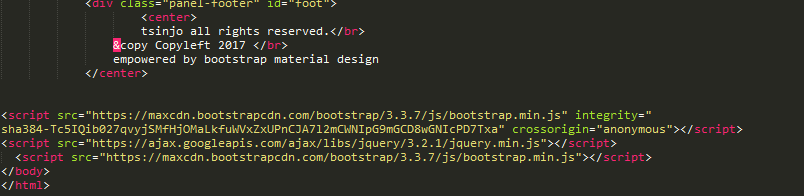 <div class="panel-footer" id="foot">
<center>
tsinjo all rights reserved.</br>
&copy Copyleft 2017 </br>
empowered by bootstrap material design
</center>
<script src="https://maxcdn.bootstrapcdn.com/bootstrap/3.3.7/js/bootstrap.min.js" integrity="
sha384-Tc5IQib027qvyjSMfHjOMaLkfuWVxZxUPnCJA7l2mCWNIpG9mGCD8wGNIcPD7Txa" crossorigin="anonymous"></script>
<script src="https://ajax.googleapis.com/ajax/libs/jquery/3.2.1/jquery.min.js"></script>
<script src="https://maxcdn.bootstrapcdn.com/bootstrap/3.3.7/js/bootstrap.min.js"></script>
</body>
</html>